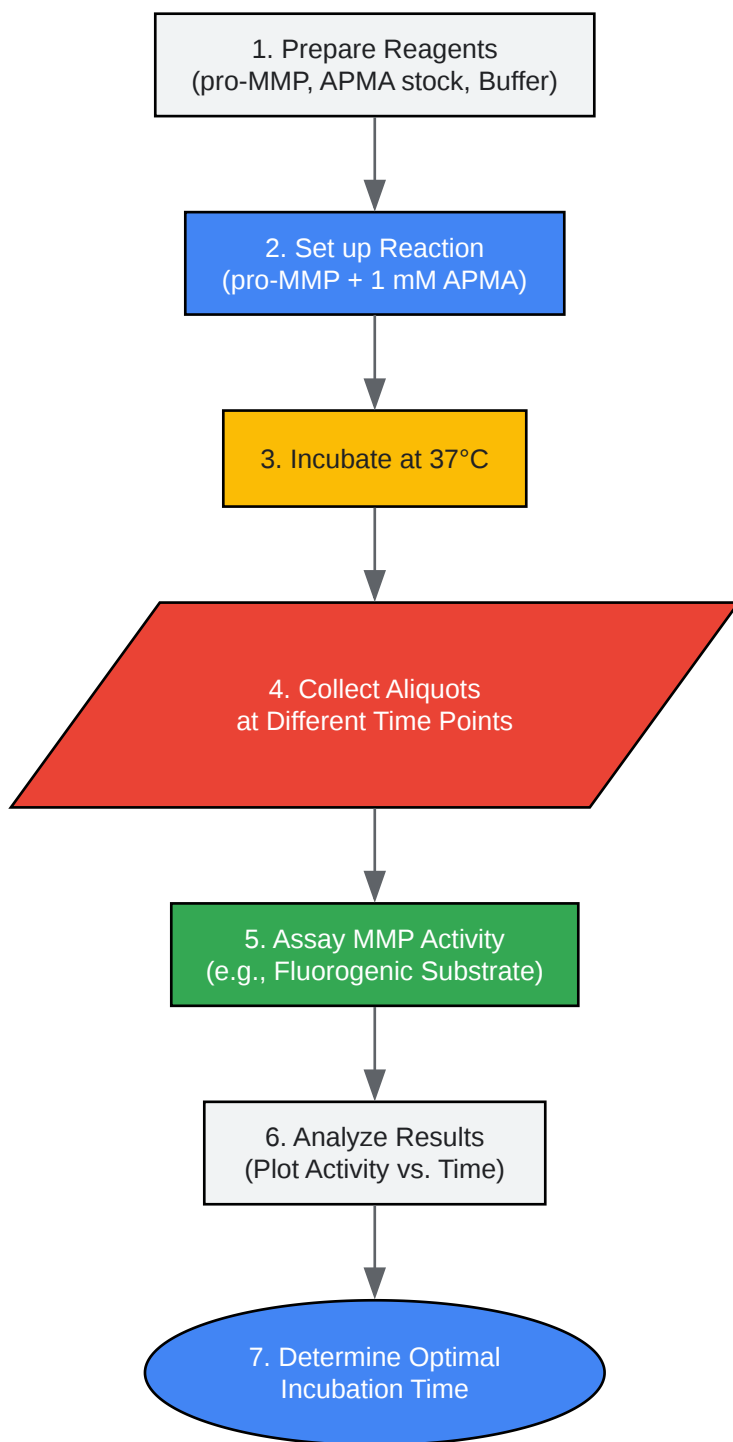 1. Prepare Reagents
(pro-MMP, APMA stock, Buffer)
2. Set up Reaction
(pro-MMP + 1 mM APMA)
3. Incubate at 37°C
4. Collect Aliquots
at Different Time Points
5. Assay MMP Activity
(e.g., Fluorogenic Substrate)
6. Analyze Results
(Plot Activity vs. Time)
7. Determine Optimal
Incubation Time